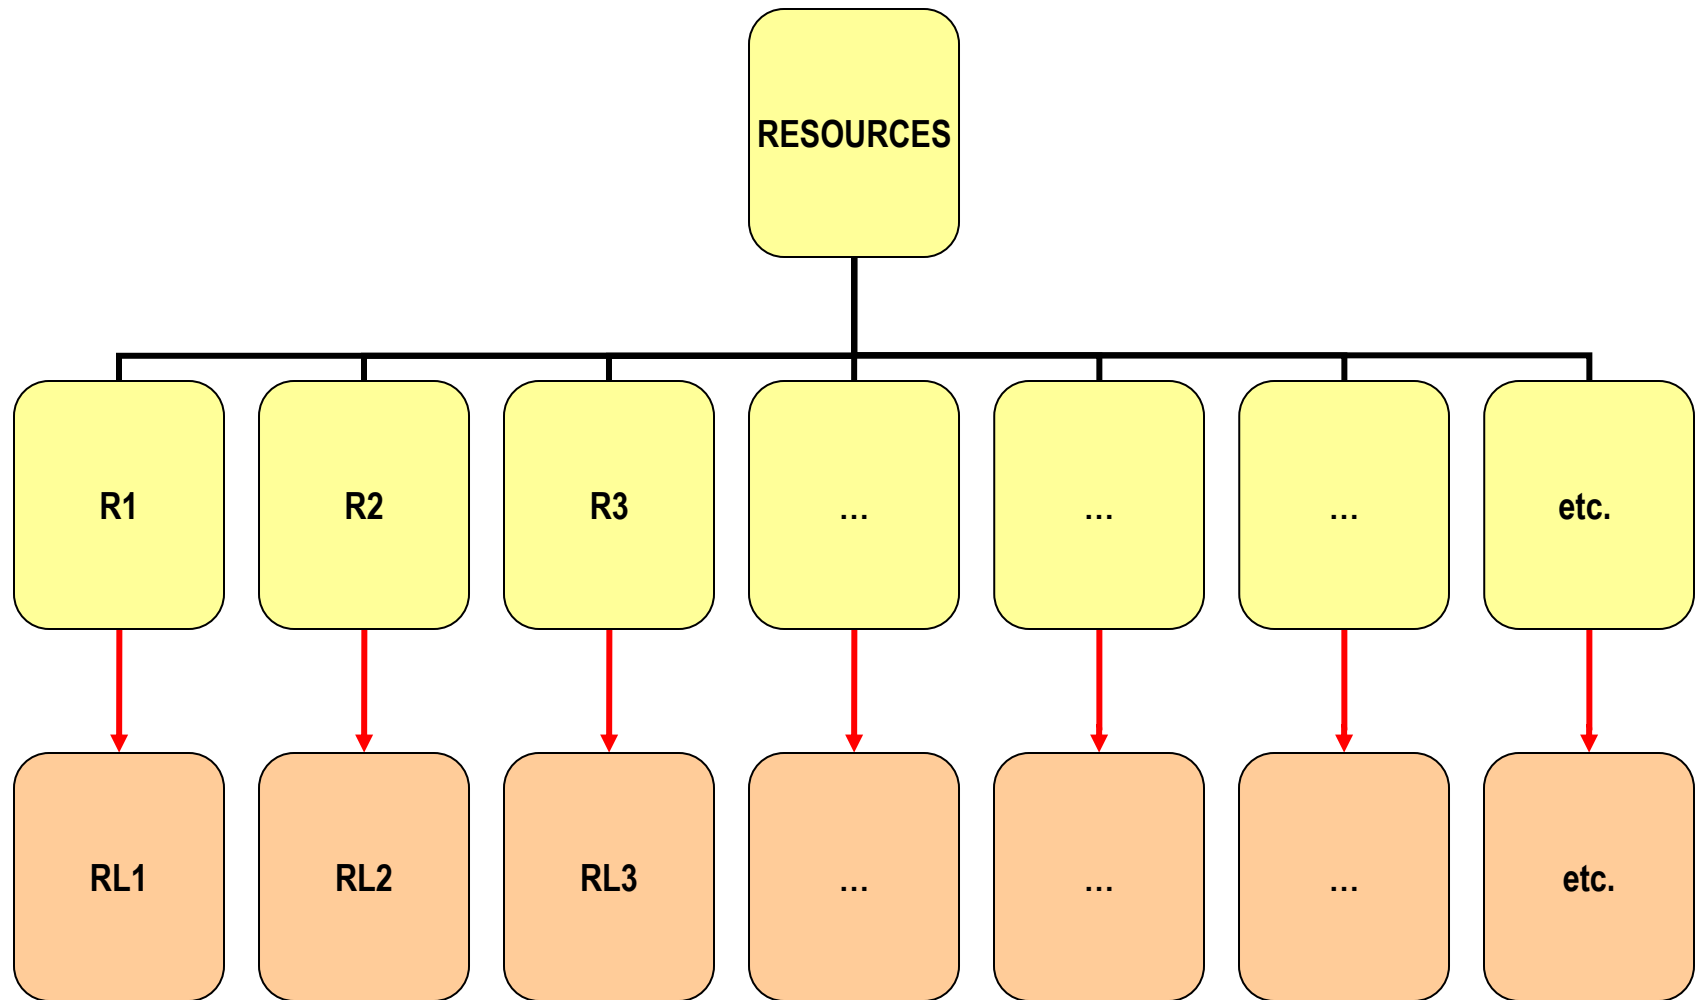 RESOURCES
R1 R2 R3 … … … etc.
RL1 RL2 RL3 … … … etc.